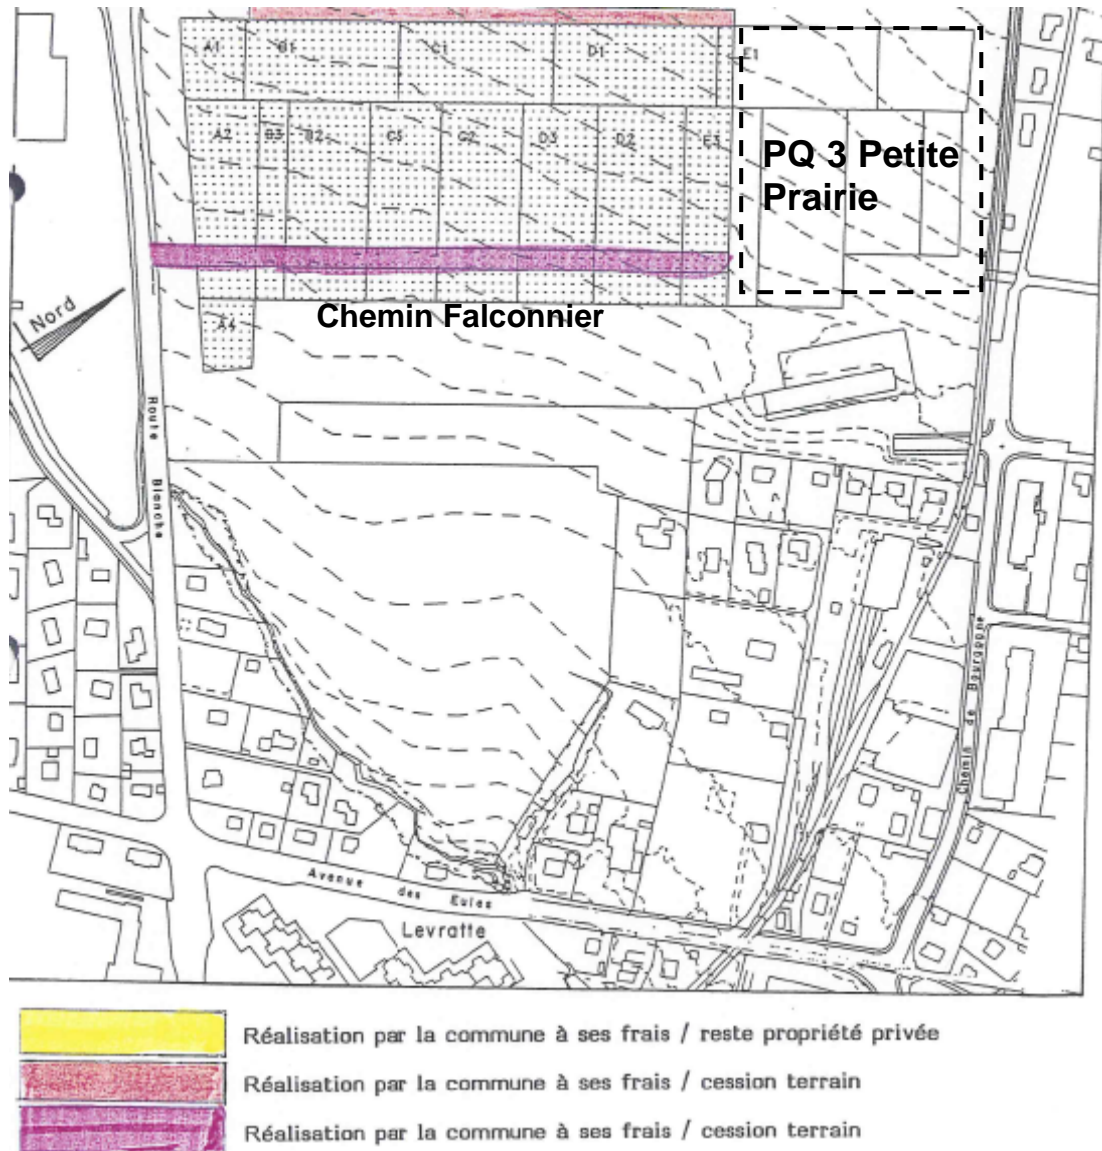 A1
B1
C1
D1
E1
A2
B3
B2
C3
C2
D3
D2
E3
PQ 3 Petite
Prairie
Nord
A4
Chemin Falconnier
Route
Blanche
Chemin de Bourgogne
Avenue des Eules
Levratte
Réalisation par la commune à ses frais / reste propriété privée
Réalisation par la commune à ses frais / cession terrain
Réalisation par la commune à ses frais / cession terrain